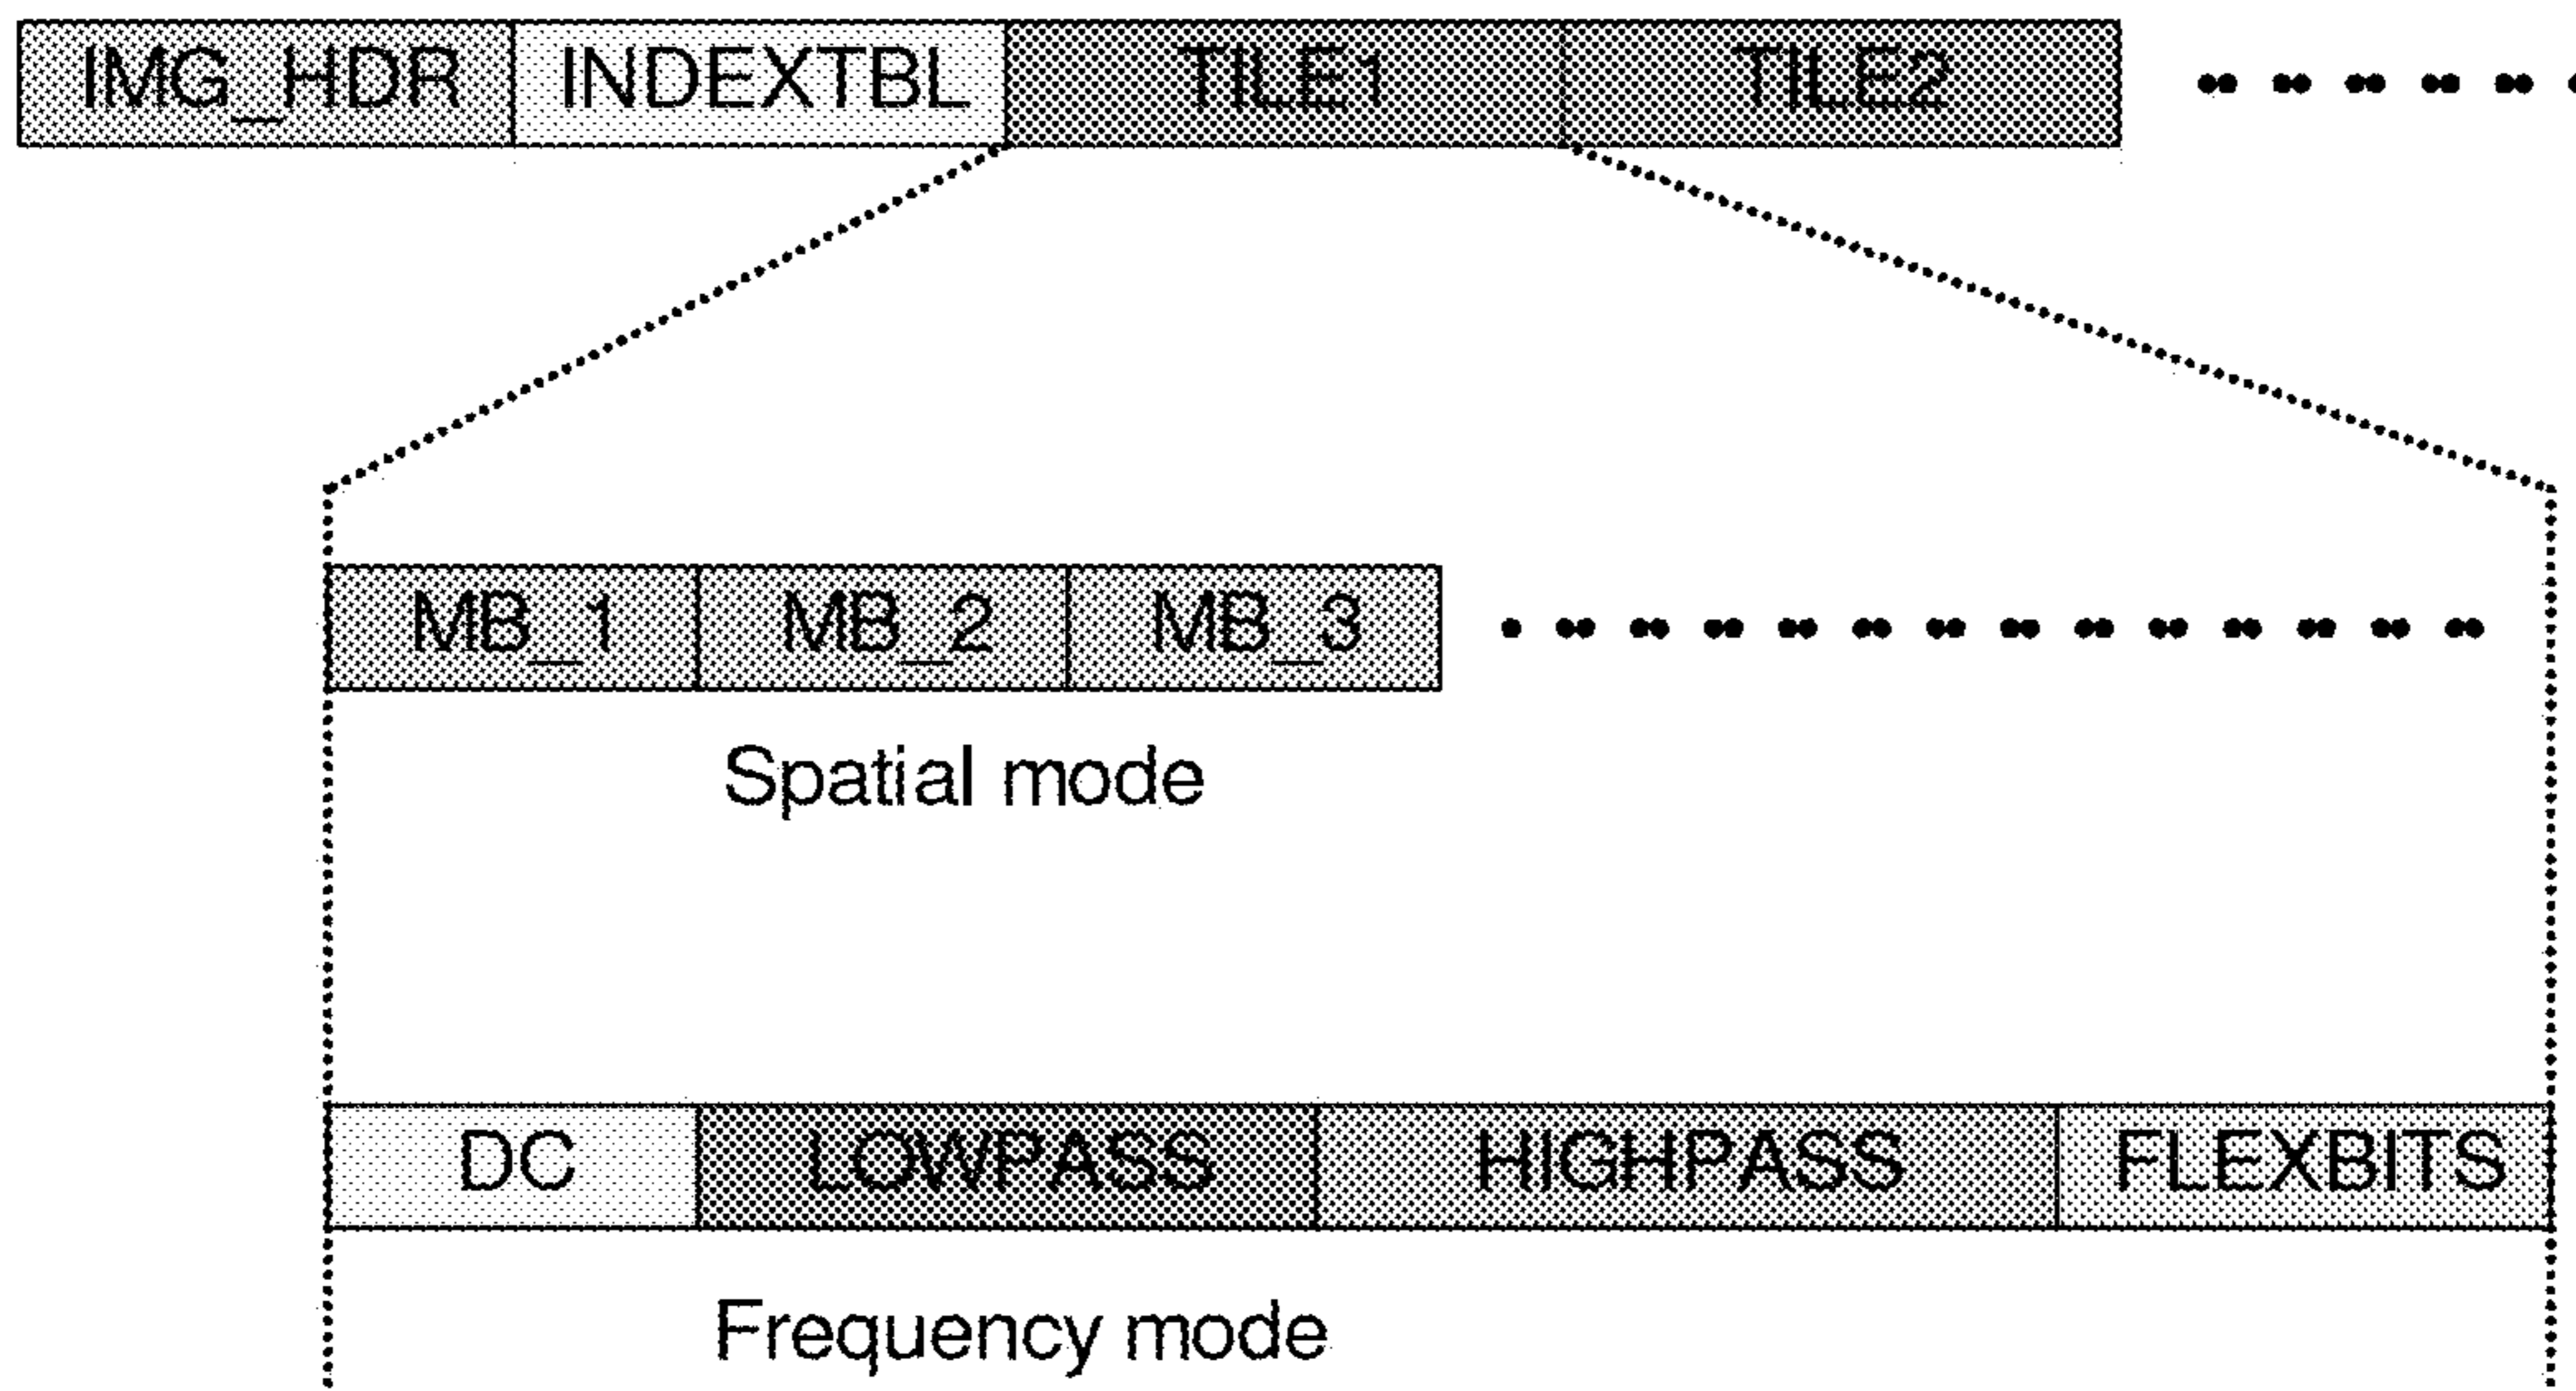 IMG_HDR INDEXTBL TILE1 TILE2
MB_1 MB_2 MB_3
Spatial mode
DC LOWPASS HIGHPASS FLEXBITS
Frequency mode